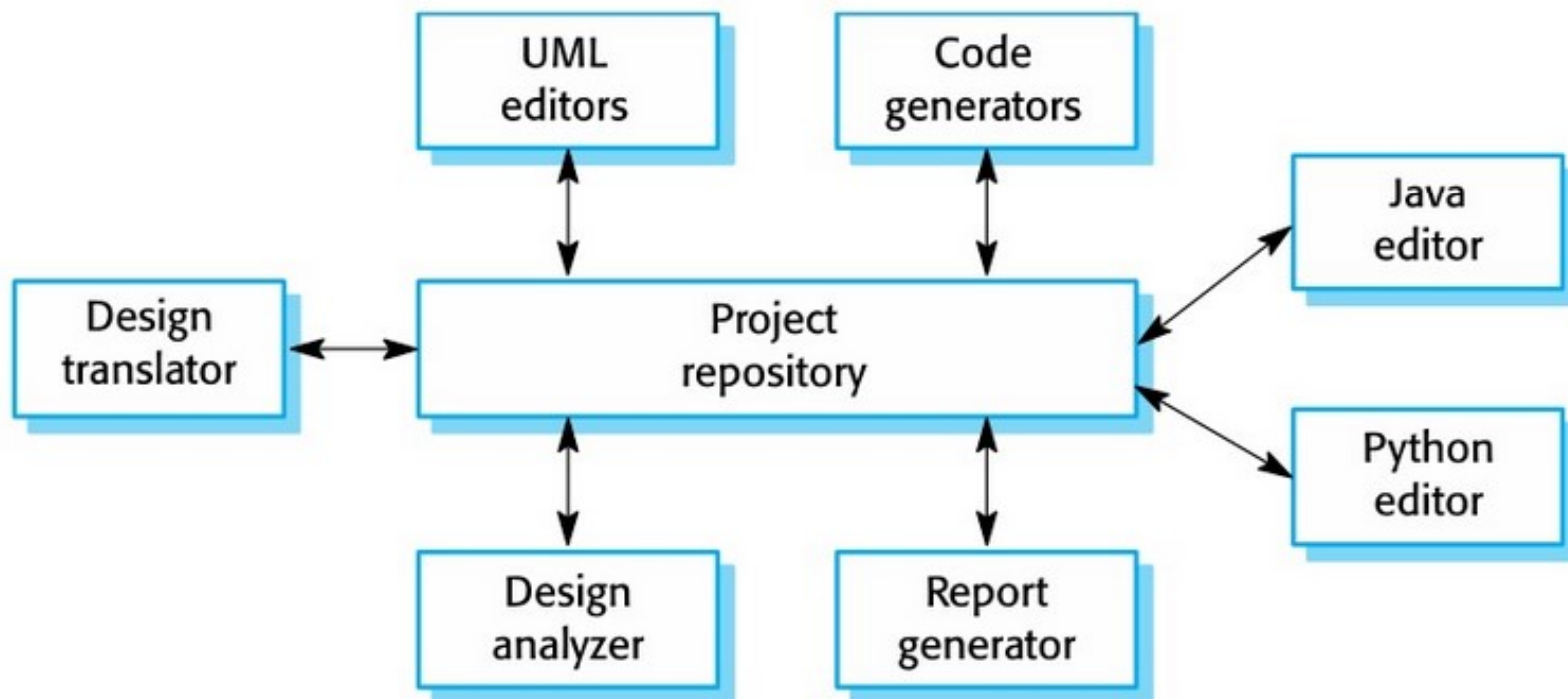 UML
editors
Code
generators
Java
editor
Design
translator
Project
repository
Python
editor
Design
analyzer
Report
generator